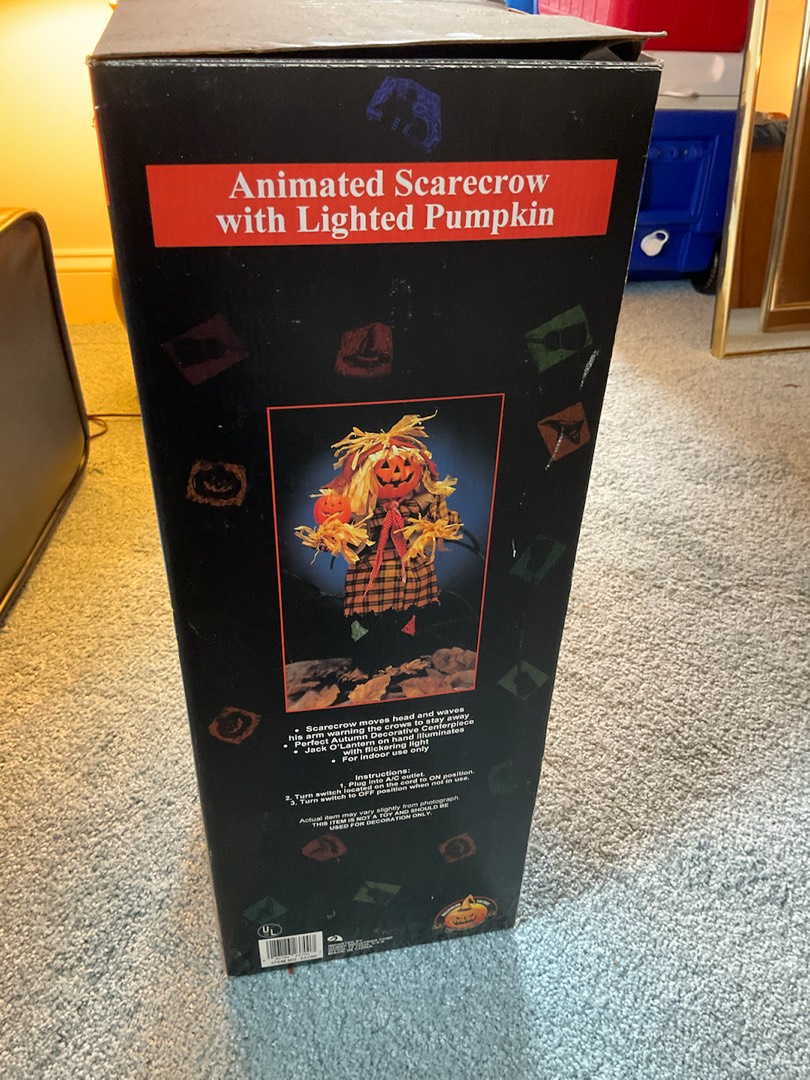 Animated Scarecrow
with Lighted Pumpkin
• Scarecrow moves head and waves
his arm warning the crows to stay away
• Perfect Autumn Decorative Centerpiece
• Jack O'Lantern on hand illuminates
with flickering light
• For indoor use only
Instructions:
1. Plug into A/C outlet.
2. Turn switch located on the cord to ON position.
3. Turn switch to OFF position when not in use.
Actual item may vary slightly from photograph.
THIS ITEM IS NOT A TOY AND SHOULD BE
USED FOR DECORATION ONLY.
UL
MADE IN CHINA